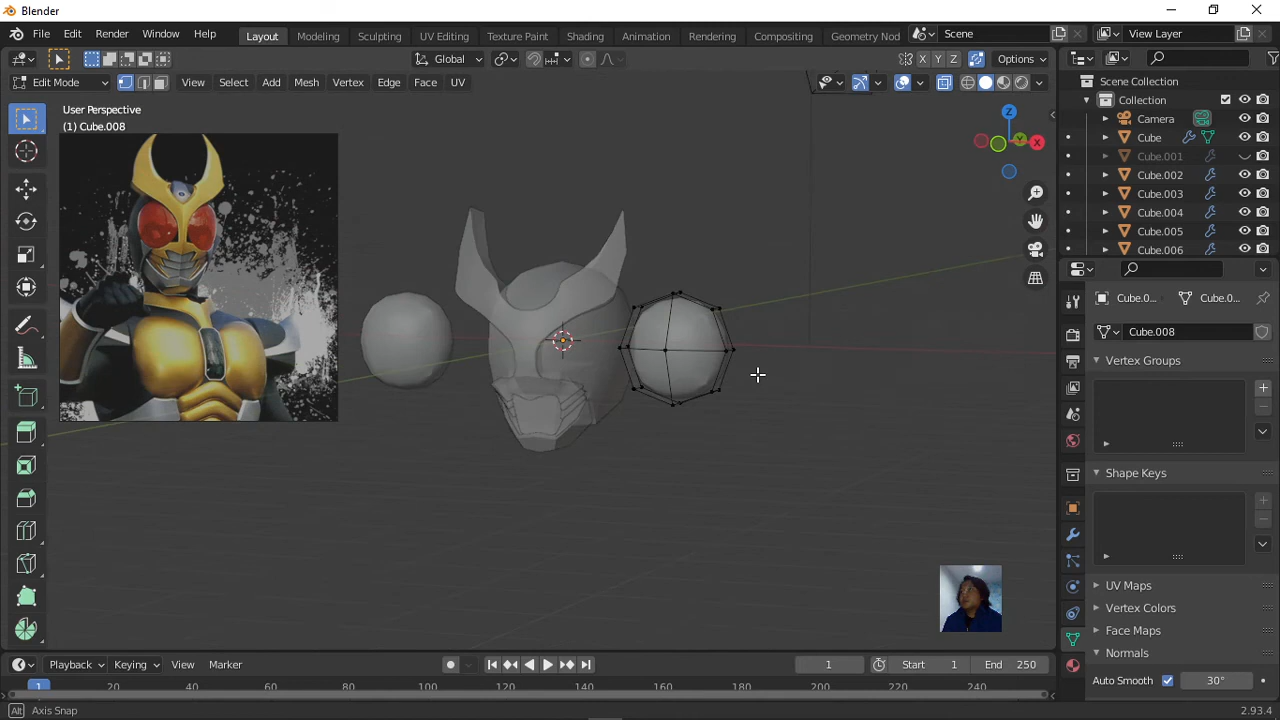 Blender
File Edit Render Window Help
Layout Modeling Sculpting UV Editing Texture Paint Shading Animation Rendering Compositing Geometry Nod
Scene
View Layer
Global
X Y Z
Options
Edit Mode
View Select Add Mesh Vertex Edge Face UV
User Perspective
(1) Cube.008
Z
Y
X
Scene Collection
Collection
Camera
Cube
Cube.001
Cube.002
Cube.003
Cube.004
Cube.005
Cube.006
Cube.0... Cube.0...
Cube.008
Vertex Groups
Shape Keys
UV Maps
Vertex Colors
Face Maps
Normals
Auto Smooth 30°
Playback Keying View Marker
1
Start 1
End 250
1 20 40 60 80 100 120 140 160 180 200 220 240
Alt Axis Snap
2.93.4